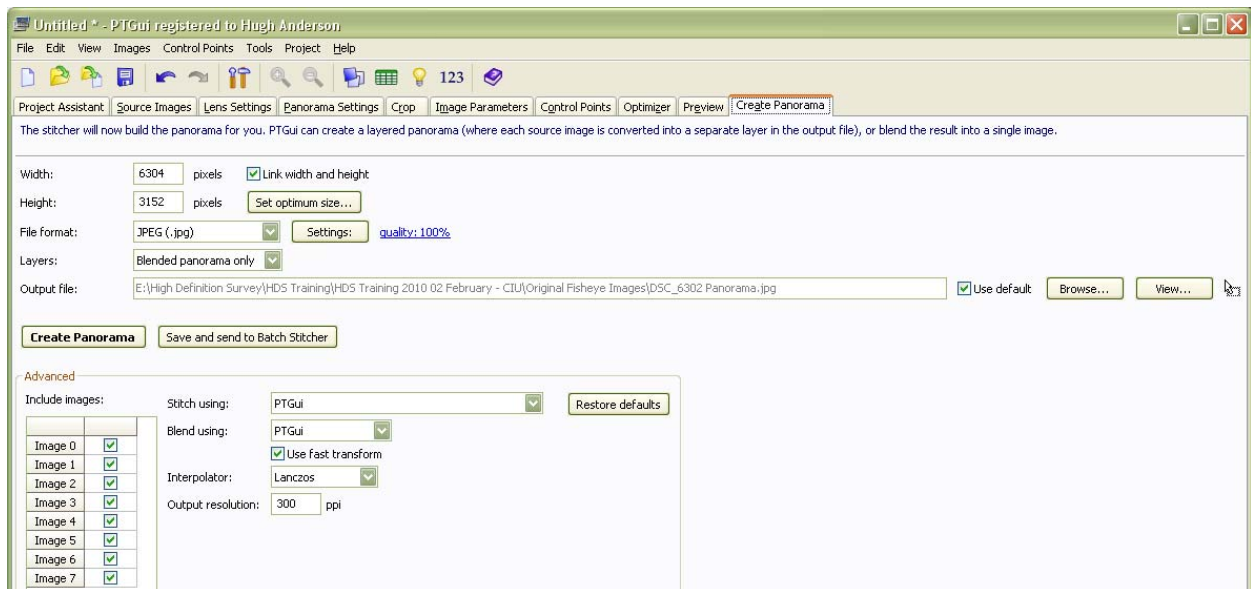 Untitled * - PTGui registered to Hugh Anderson
File Edit View Images Control Points Tools Project Help
123
Project Assistant Source Images Lens Settings Panorama Settings Crop Image Parameters Control Points Optimizer Preview Create Panorama
The stitcher will now build the panorama for you. PTGui can create a layered panorama (where each source image is converted into a separate layer in the output file), or blend the result into a single image.
Width: 6304 pixels Link width and height
Height: 3152 pixels Set optimum size...
File format: JPEG (.jpg) Settings: quality: 100%
Layers: Blended panorama only
Output file: E:\High Definition Survey\HDS Training\HDS Training 2010 02 February - CIU\Original Fisheye Images\DSC_6302 Panorama.jpg Use default Browse... View...
Create Panorama Save and send to Batch Stitcher
Advanced
Include images: Stitch using: PTGui Restore defaults
Blend using: PTGui
Image 0 Use fast transform
Image 1
Image 2 Interpolator: Lanczos
Image 3 Output resolution: 300 ppi
Image 4
Image 5
Image 6
Image 7